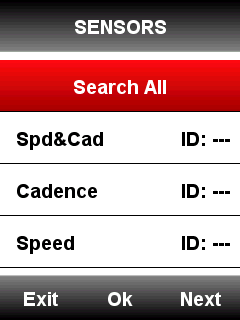 SENSORS
Search All
Spd&Cad ID: ---
Cadence ID: ---
Speed ID: ---
Exit Ok Next